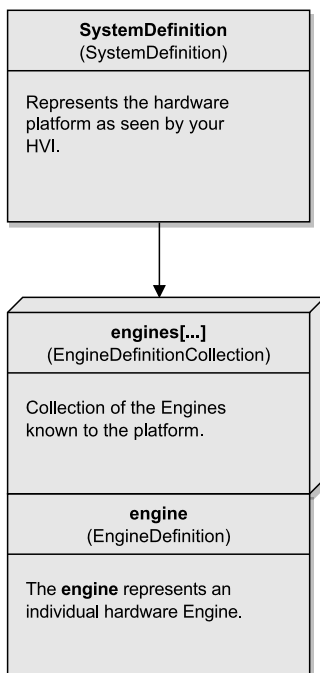 SystemDefinition
(SystemDefinition)
Represents the hardware
platform as seen by your
HVI.
engines[...]
(EngineDefinitionCollection)
Collection of the Engines
known to the platform.
engine
(EngineDefinition)
The engine represents an
individual hardware Engine.